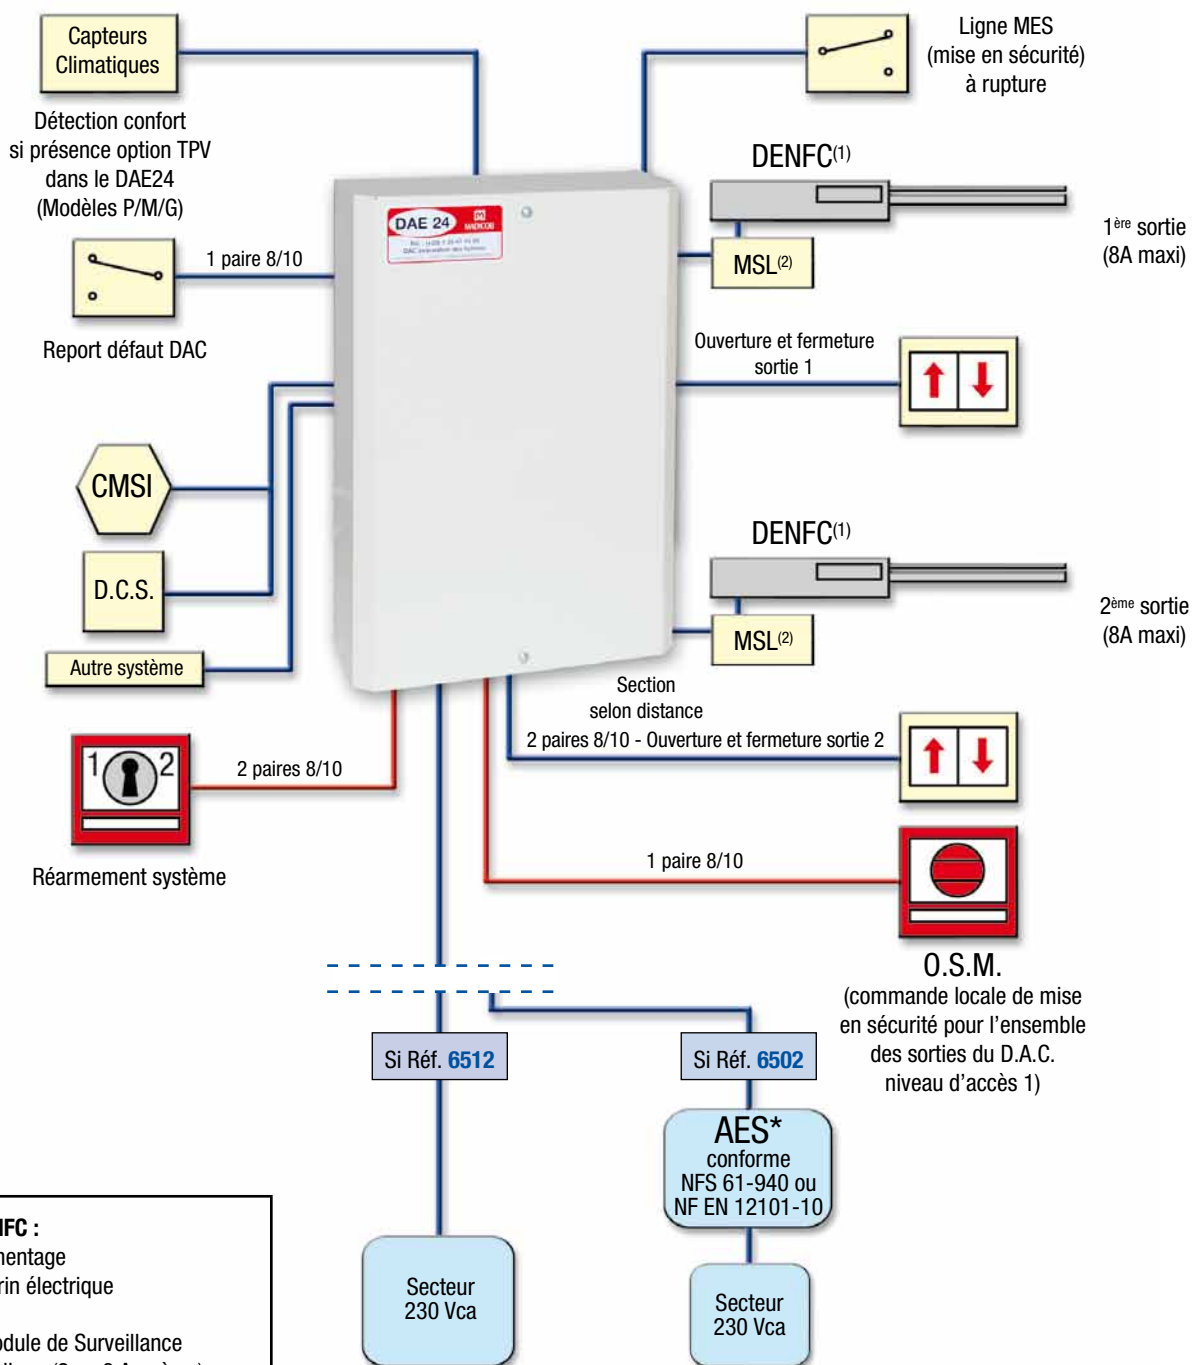 Capteurs
Climatiques
Détection confort
si présence option TPV
dans le DAE24
(Modèles P/M/G)
Ligne MES
(mise en sécurité)
à rupture
DAE 24
DENFC(1)
MSL(2)
1ère sortie
(8A maxi)
1 paire 8/10
Report défaut DAC
Ouverture et fermeture
sortie 1
CMSI
D.C.S.
Autre système
DENFC(1)
MSL(2)
2ème sortie
(8A maxi)
Section
selon distance
2 paires 8/10 - Ouverture et fermeture sortie 2
1 2
2 paires 8/10
Réarmement système
1 paire 8/10
O.S.M.
(commande locale de mise
en sécurité pour l'ensemble
des sorties du D.A.C.
niveau d'accès 1)
Si Réf. 6512
Si Réf. 6502
AES*
conforme
NFS 61-940 ou
NF EN 12101-10
Secteur
230 Vca
Secteur
230 Vca
électrique
de Surveillance